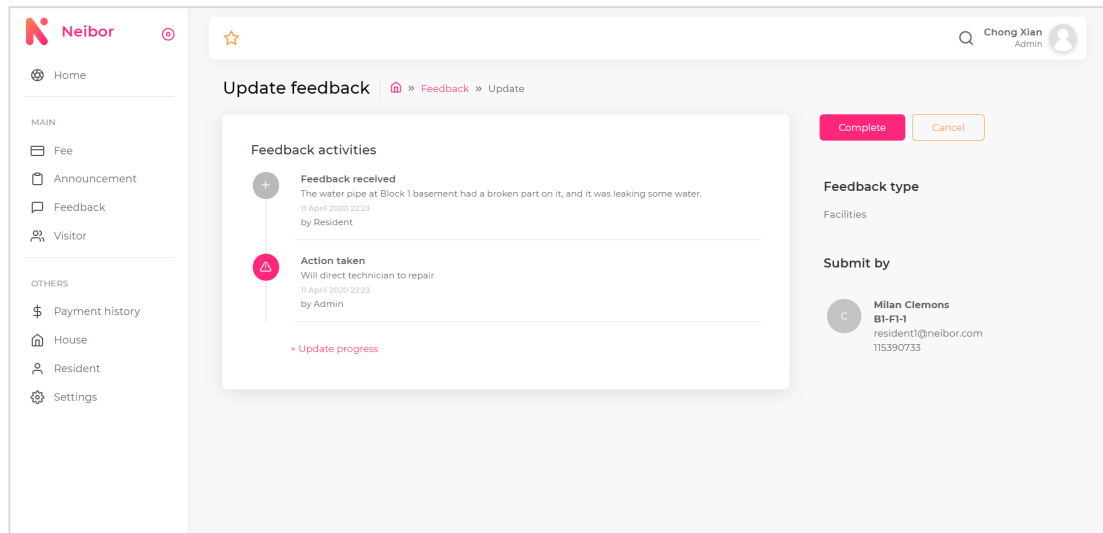 Neibor
Chong Xian
Admin
Home
Update feedback
» Feedback » Update
MAIN
Fee
Announcement
Feedback
Visitor
OTHERS
Payment history
House
Resident
Settings
Feedback activities
+
Feedback received
The water pipe at Block 1 basement had a broken part on it, and it was leaking some water.
11 April 2020 22:23
by Resident
Action taken
Will direct technician to repair
11 April 2020 22:23
by Admin
+ Update progress
Complete
Cancel
Feedback type
Facilities
Submit by
C
Milan Clemons
B1-F1-1
resident1@neibor.com
115390733